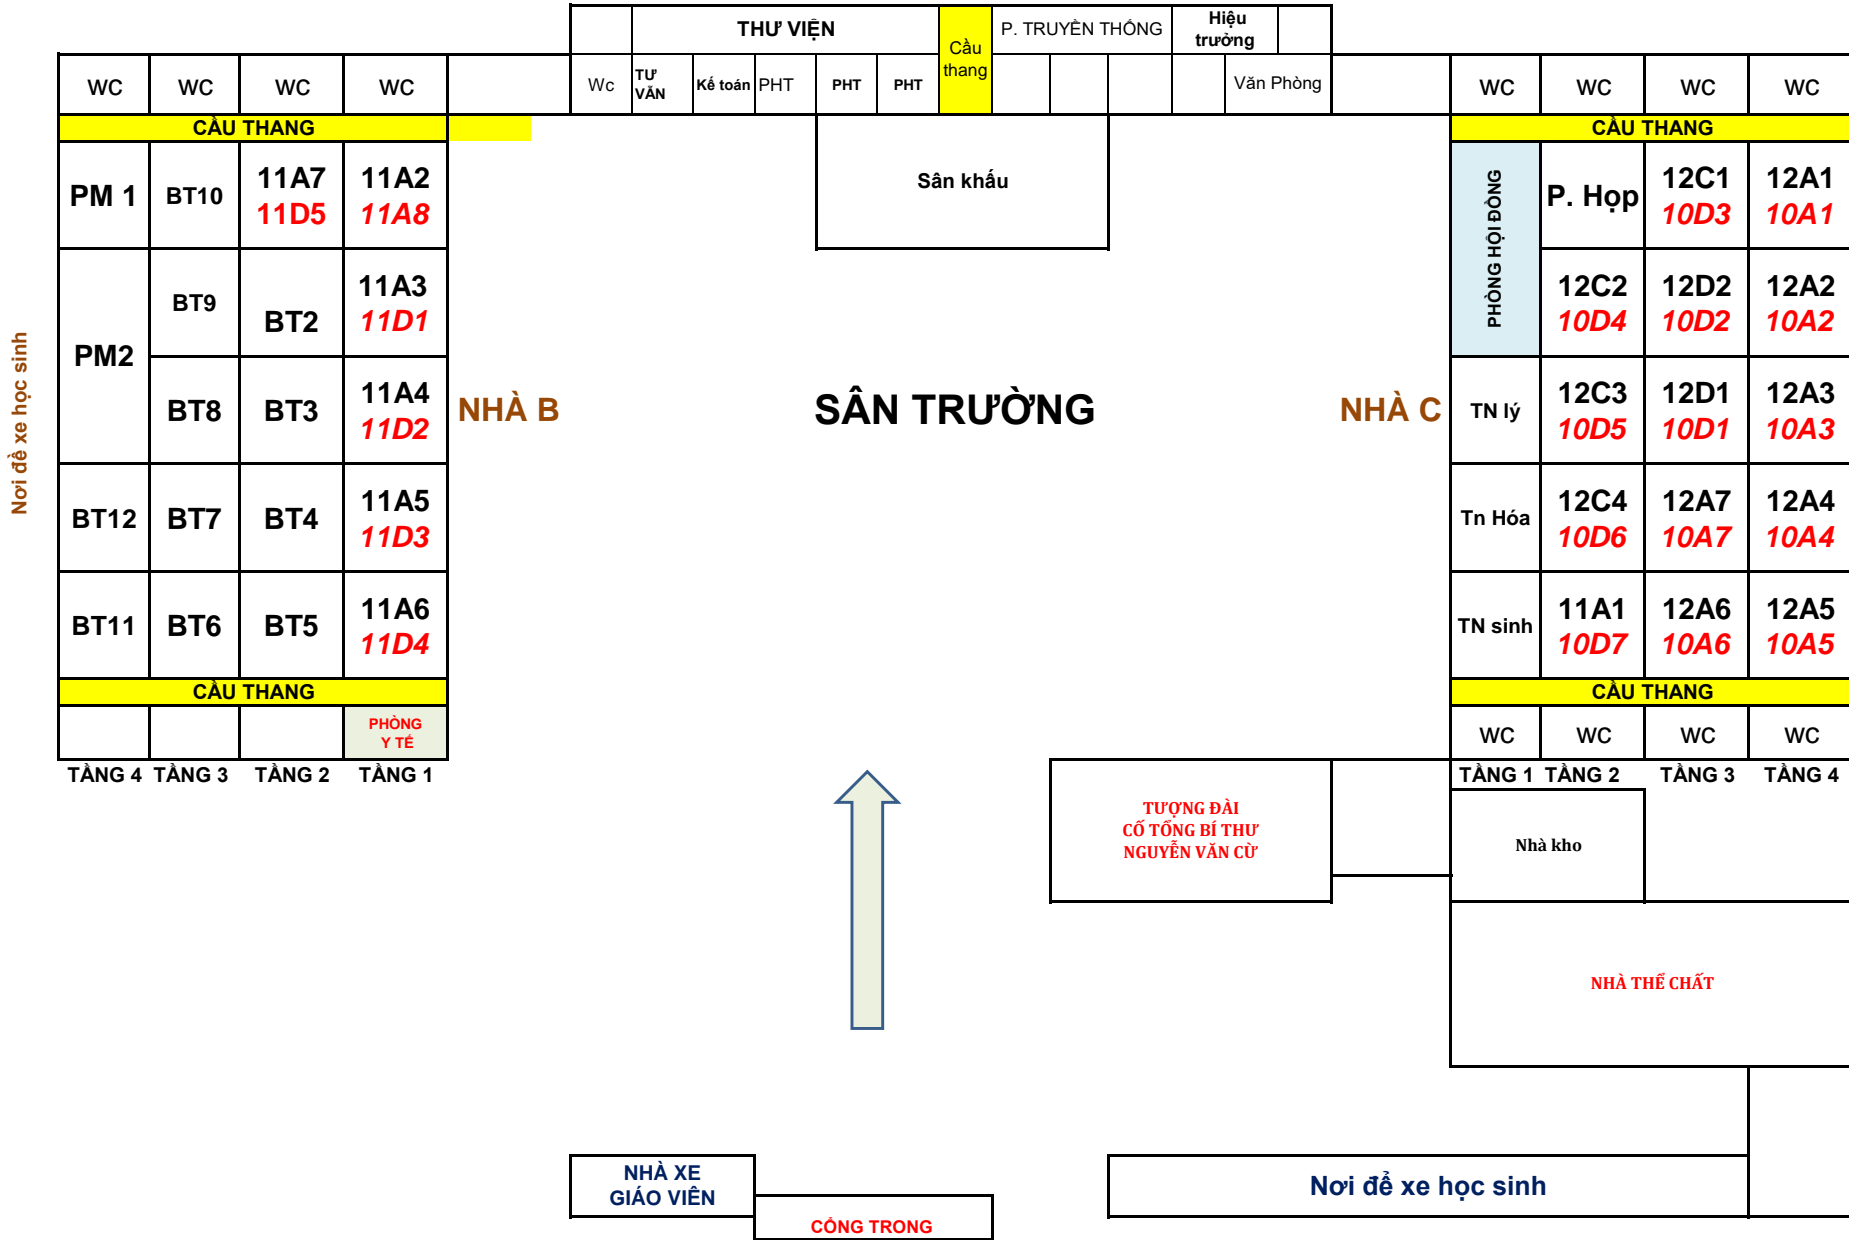 THƯ VIỆN
Cầu
thang
P. TRUYỀN THỐNG
Hiệu
trưởng
WC
WC
WC
WC
Wc
TƯ
VẤN
Kế toán
PHT
PHT
PHT
Văn Phòng
WC
WC
WC
WC
CẦU THANG
CẦU THANG
PM 1
BT10
11A7
11D5
11A2
11A8
Sân khấu
PHÒNG HỘI ĐỒNG
P. Họp
12C1
10D3
12A1
10A1
PM2
BT9
BT2
11A3
11D1
12C2
10D4
12D2
10D2
12A2
10A2
Nơi để xe học sinh
BT8
BT3
11A4
11D2
NHÀ B
SÂN TRƯỜNG
NHÀ C
TN lý
12C3
10D5
12D1
10D1
12A3
10A3
BT12
BT7
BT4
11A5
11D3
Tn Hóa
12C4
10D6
12A7
10A7
12A4
10A4
BT11
BT6
BT5
11A6
11D4
TN sinh
11A1
10D7
12A6
10A6
12A5
10A5
CẦU THANG
CẦU THANG
PHÒNG
Y TẾ
WC
WC
WC
WC
TẦNG 4
TẦNG 3
TẦNG 2
TẦNG 1
TẦNG 1
TẦNG 2
TẦNG 3
TẦNG 4
TƯỢNG ĐÀI
CỐ TỔNG BÍ THƯ
NGUYỄN VĂN CỪ
Nhà kho
NHÀ THỂ CHẤT
NHÀ XE
GIÁO VIÊN
Nơi để xe học sinh
CỔNG TRONG